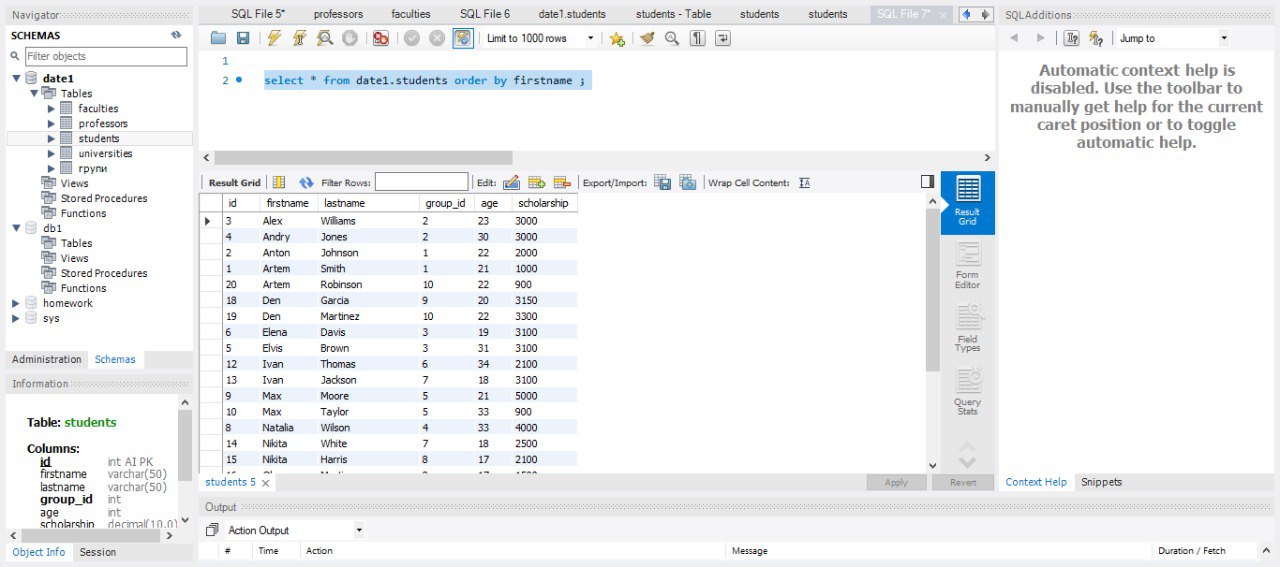 Navigator
SCHEMAS
Filter objects
date1
Tables
faculties
professors
students
universities
групи
Views
Stored Procedures
Functions
db1
Tables
Views
Stored Procedures
Functions
homework
sys
Administration Schemas
Information
Table: students
Columns:
id int AI PK
firstname varchar(50)
lastname varchar(50)
group_id int
age int
scholarship decimal(10,0)
Object Info Session
SQL File 5* prpessors faculties SQL File 6 date1.students students - Table students students SQL File 7*
Limit to 1000 rows
1
2 select * from date1.students order by firstname ;
Result Grid Filter Rows: Edit: Export/Import: Wrap Cell Content:
id firstname lastname group_id age scholarship
3 Alex Williams 2 23 3000
4 Andry Jones 2 30 3000
2 Anton Johnson 1 22 2000
1 Artem Smith 1 21 1000
20 Artem Robinson 10 22 900
18 Den Garcia 9 20 3150
19 Den Martinez 10 22 3300
6 Elene Davis 3 19 3100
5 Elvis Brown 3 31 3100
12 Ivan Thomas 6 34 2100
13 Ivan Jackson 7 18 3100
9 Max Moore 5 21 5000
10 Max Taylor 5 33 900
8 Natalia Wilson 4 33 4000
14 Nikita White 7 18 2500
15 Nikita Harris 8 17 2100
students 5
Apply Revert
Result Grid
Form Editor
Field Types
Query Stats
SQLAdditions
Jump to
Automatic context help is
disabled. Use the toolbar to
manually get help for the current
caret position or to toggle
automatic help.
Context Help Snippets
Output
Action Output
# Time Action Message Duration / Fetch